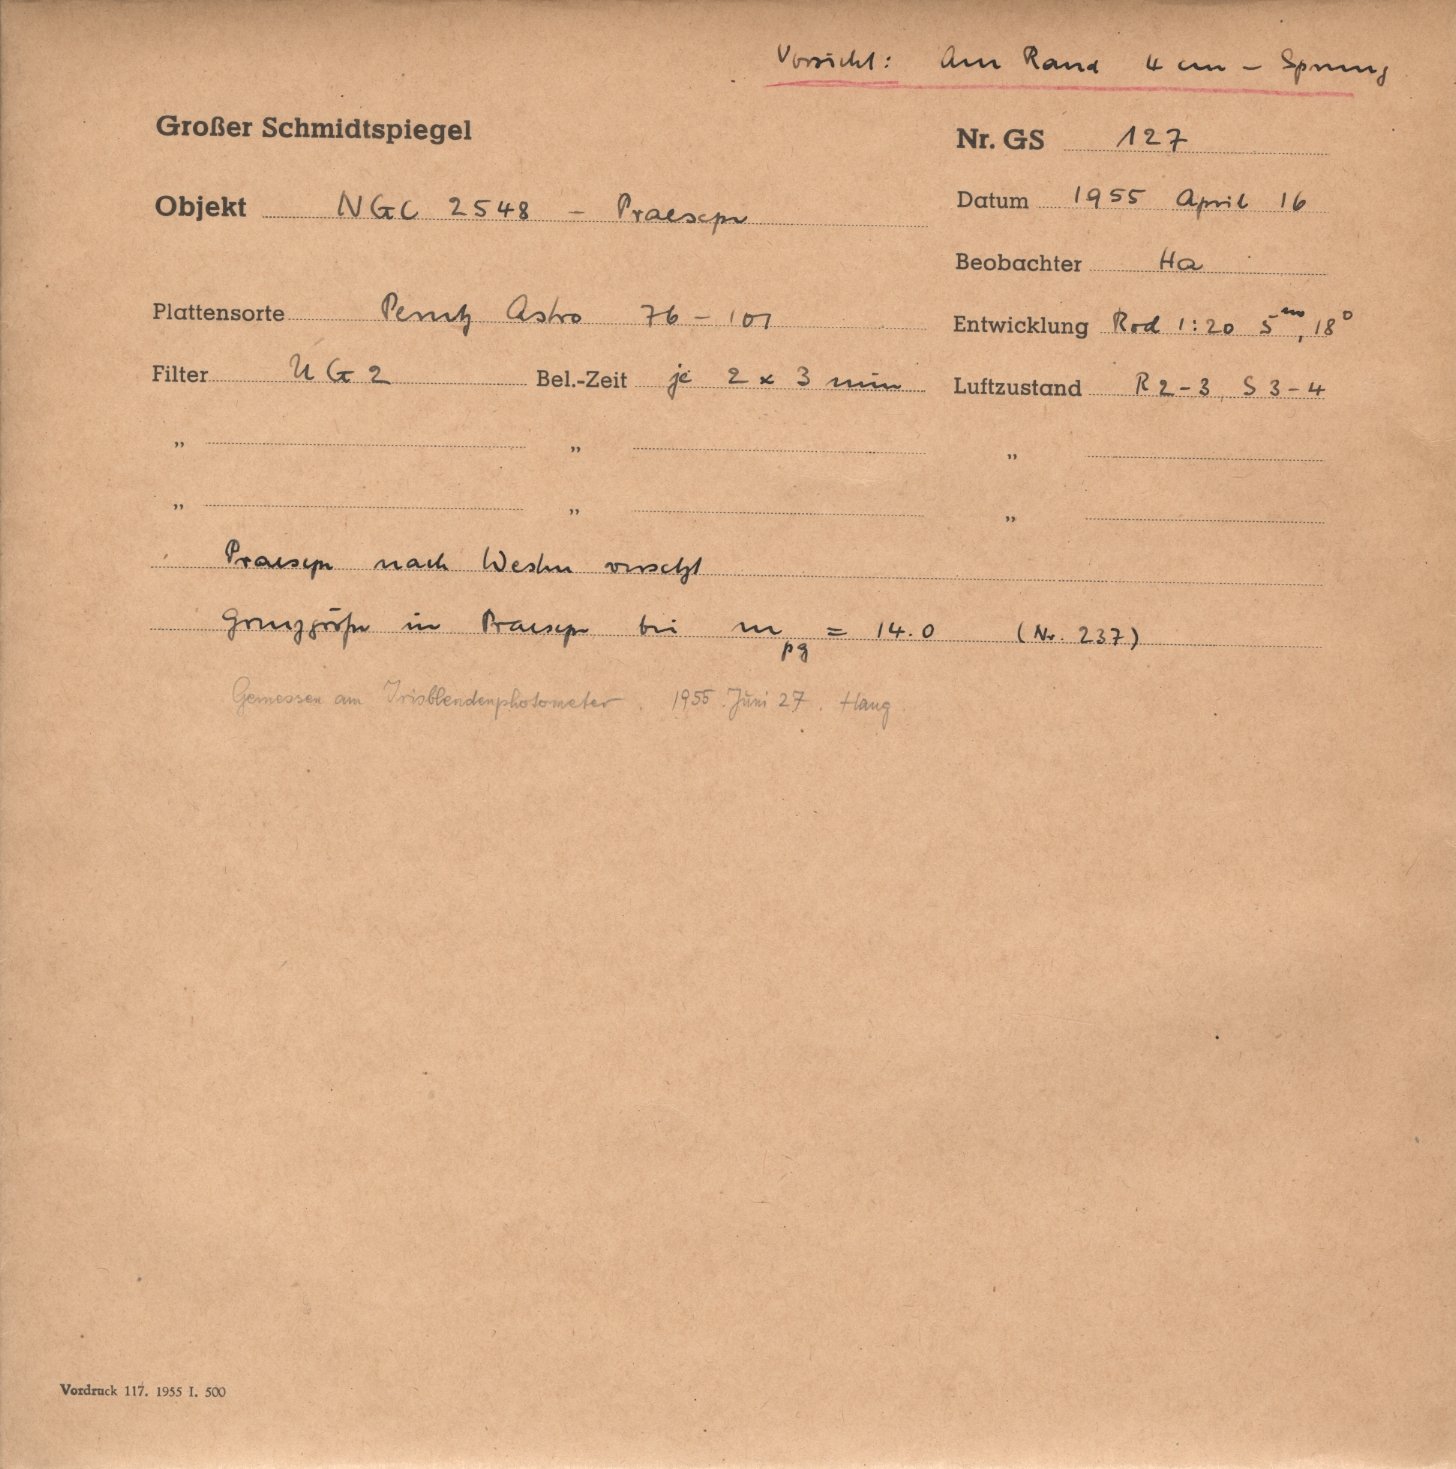 Vorsicht: Am Rand 4 cm – Sprung
Großer Schmidtspiegel
Nr. GS 127
Objekt NGC 2548 – Praesepe
Datum 1955 April 16
Beobachter Ha
Plattensorte Perutz Astro 76–101
Entwicklung Rod 1:20 5ᵐ, 18°
Filter UG2 Bel.-Zeit je 2 x 3 min Luftzustand R 2–3, S 3–4
„ „ „
„ „ „
Praesepe nach Westen versetzt
Grenzgröße in Praesepe bei m pg = 14.0 (Nr. 237)
Gemessen am Irisblendenphotometer. 1955 Juni 27. Haug
Vordruck 117. 1955 I. 500